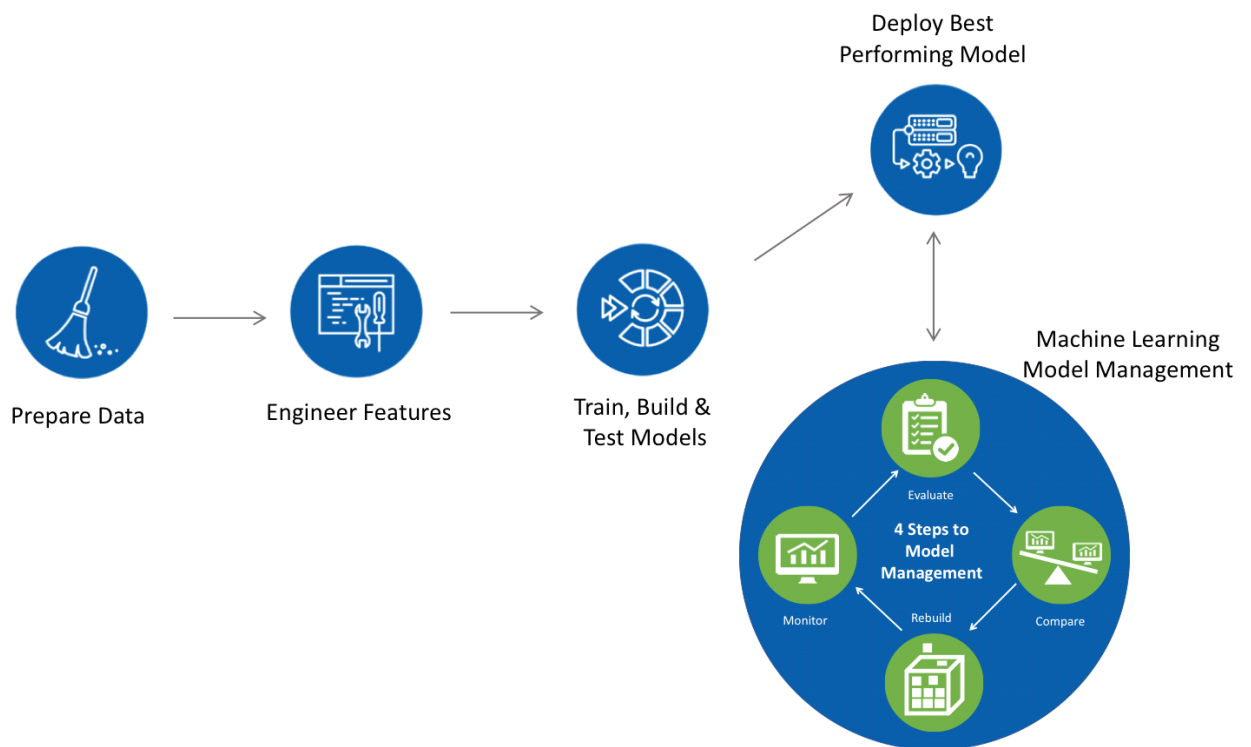 Deploy Best
Performing Model
Prepare Data
Engineer Features
Train, Build &
Test Models
Machine Learning
Model Management
Evaluate
4 Steps to
Model
Management
Monitor
Compare
Rebuild